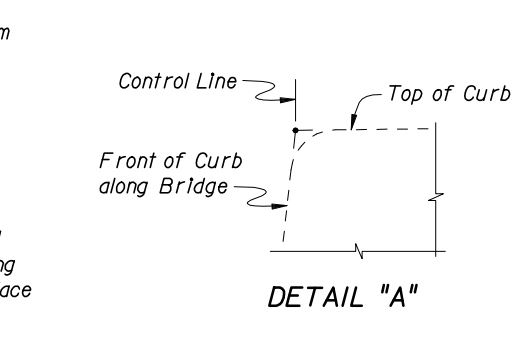 Control Line
Top of Curb
Front of Curb
along Bridge
DETAIL "A"